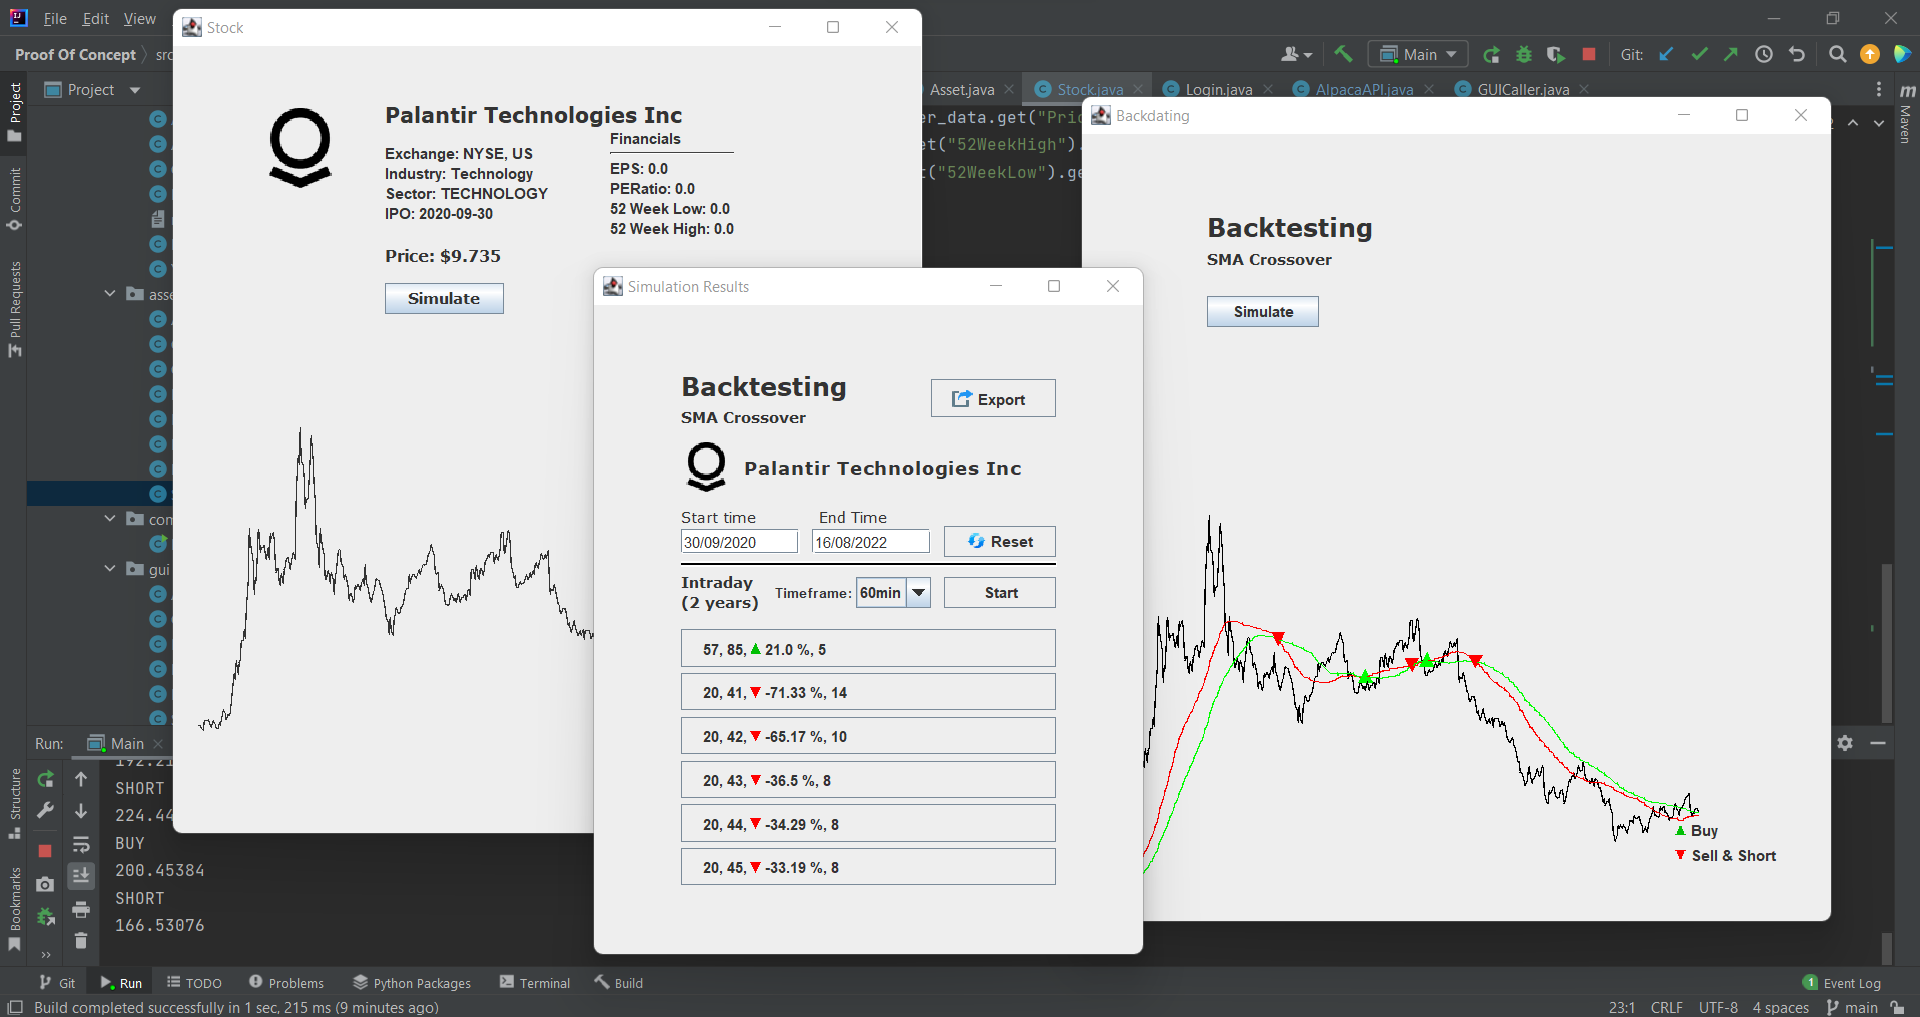 File Edit View
Proof Of Concept
Main
Git:
Project
Asset.java
Stock.java
Login.java
AlpacaAPI.java
GUICaller.java
Project
Commit
Pull Requests
Structure
Bookmarks
Maven
gui
Stock
Palantir Technologies Inc
Exchange: NYSE, US
Industry: Technology
Sector: TECHNOLOGY
IPO: 2020-09-30
Financials
EPS: 0.0
PERatio: 0.0
52 Week Low: 0.0
52 Week High: 0.0
Price: $9.735
Simulate
er_data.get("Pric
et("52WeekHigh").
t("52WeekLow").ge
Backdating
Backtesting
SMA Crossover
Simulate
Buy
Sell & Short
Simulation Results
Backtesting
SMA Crossover
Export
Palantir Technologies Inc
Start time
End Time
30/09/2020
16/08/2022
Reset
Intraday
(2 years)
Timeframe:
60min
Start
57, 85, ▲ 21.0 %, 5
20, 41, ▼ -71.33 %, 14
20, 42, ▼ -65.17 %, 10
20, 43, ▼ -36.5 %, 8
20, 44, ▼ -34.29 %, 8
20, 45, ▼ -33.19 %, 8
Run:
Main
SHORT
224.44
BUY
200.45384
SHORT
166.53076
Git
Run
TODO
Problems
Python Packages
Terminal
Build
1 Event Log
Build completed successfully in 1 sec, 215 ms (9 minutes ago)
23:1 CRLF UTF-8 4 spaces main